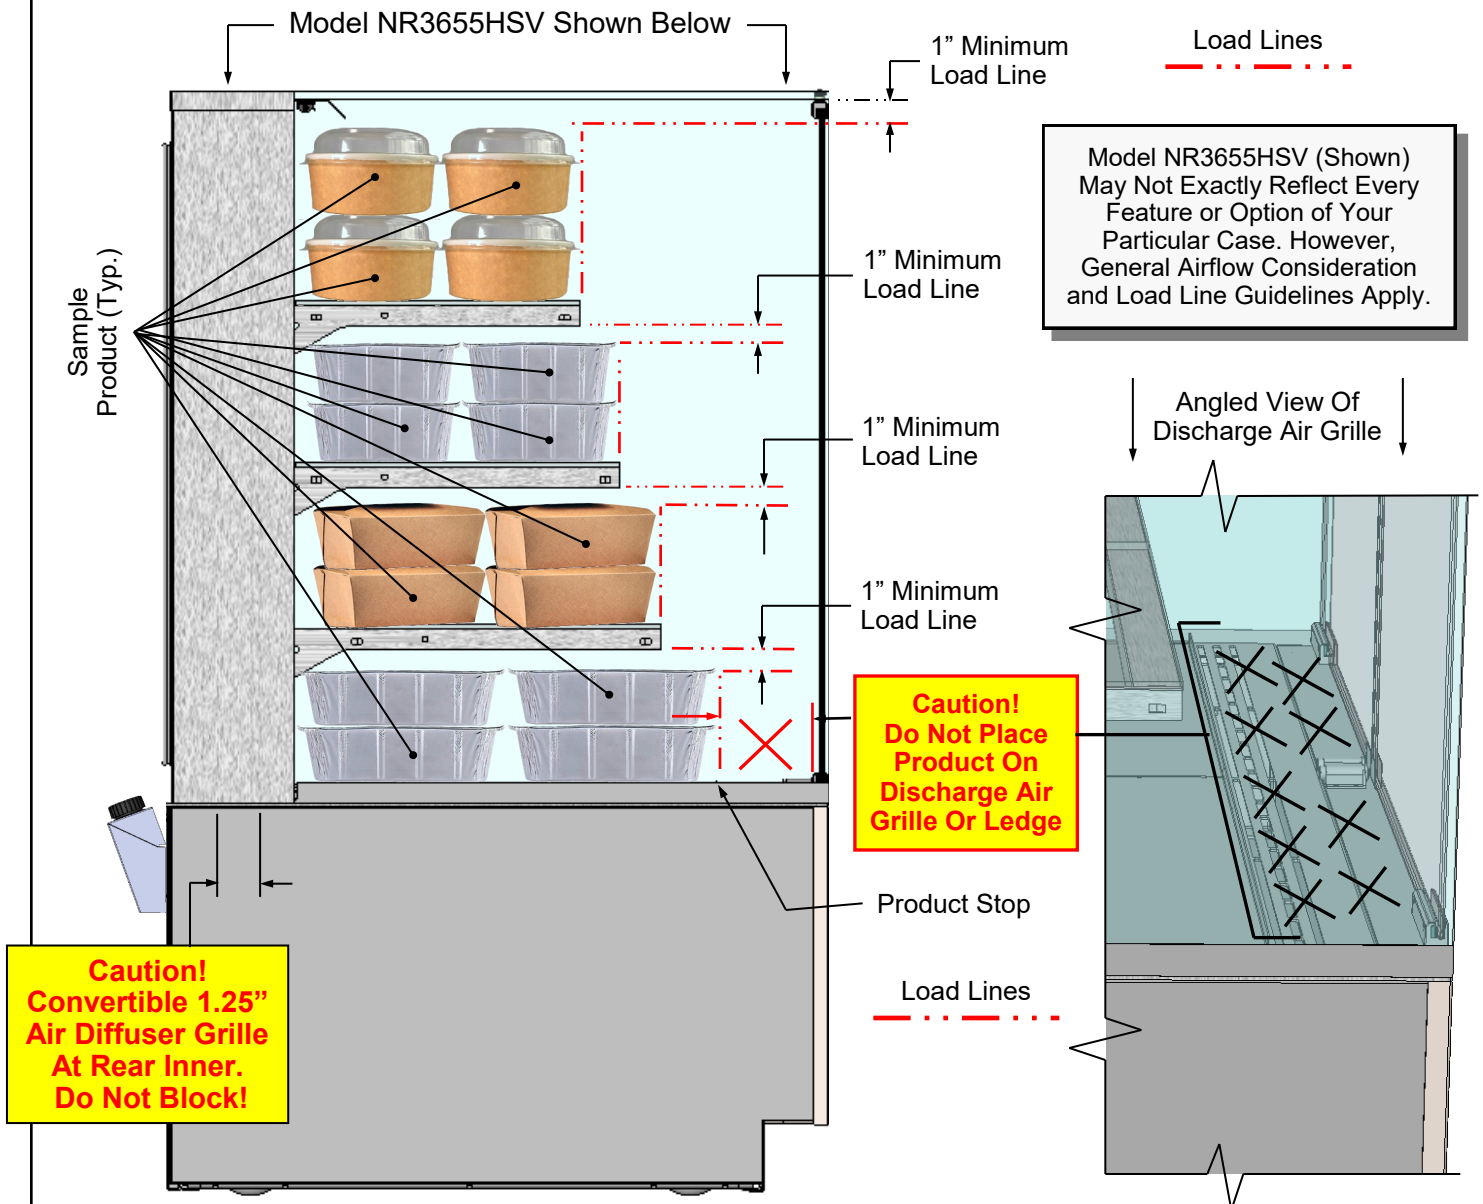 Model NR3655HSV Shown Below
1” Minimum
Load Line
Load Lines
Model NR3655HSV (Shown)
May Not Exactly Reflect Every
Feature or Option of Your
Particular Case. However,
General Airflow Consideration
and Load Line Guidelines Apply.
Sample
Product (Typ.)
1” Minimum
Load Line
Angled View Of
Discharge Air Grille
1” Minimum
Load Line
1” Minimum
Load Line
Caution!
Do Not Place
Product On
Discharge Air
Grille Or Ledge
Product Stop
Caution!
Convertible 1.25”
Air Diffuser Grille
At Rear Inner.
Do Not Block!
Load Lines